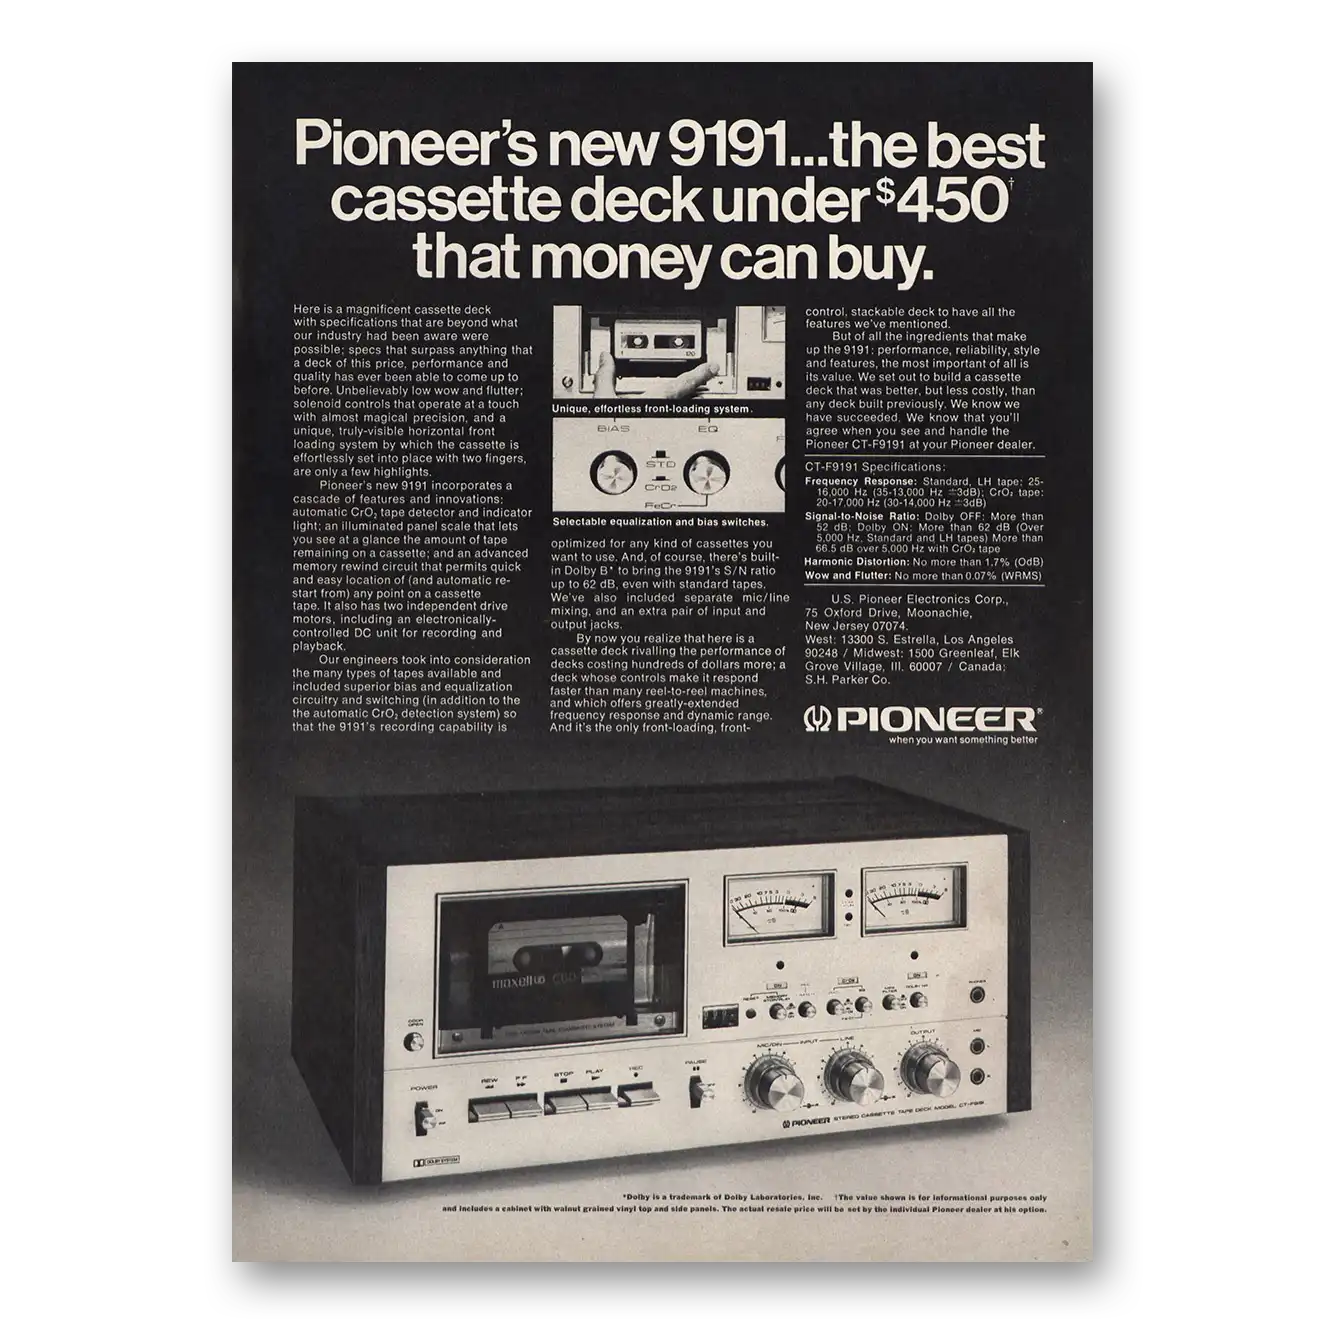 Pioneer's new 9191...the best
cassette deck under $450†
that money can buy.
Here is a magnificent cassette deck
with specifications that are beyond what
our industry had been aware were
possible; specs that surpass anything that
a deck of this price, performance and
quality has ever been able to come up to
before. Unbelievably low wow and flutter;
solenoid controls that operate at a touch
with almost magical precision, and a
unique, truly-visible horizontal front
loading system by which the cassette is
effortlessly set into place with two fingers,
are only a few highlights.
Pioneer's new 9191 incorporates a
cascade of features and innovations:
automatic CrO₂ tape detector and indicator
light; an illuminated panel scale that lets
you see at a glance the amount of tape
remaining on a cassette; and an advanced
memory rewind circuit that permits quick
and easy location of (and automatic re-
start from) any point on a cassette
tape. It also has two independent drive
motors, including an electronically-
controlled DC unit for recording and
playback.
Our engineers took into consideration
the many types of tapes available and
included superior bias and equalization
circuitry and switching (in addition to the
the automatic CrO₂ detection system) so
that the 9191's recording capability is
120
Unique, effortless front-loading system.
BIAS EQ
STD
CrO2
FeCr
Selectable equalization and bias switches.
optimized for any kind of cassettes you
want to use. And, of course, there's built-
in Dolby B* to bring the 9191's S/N ratio
up to 62 dB, even with standard tapes.
We've also included separate mic/line
mixing, and an extra pair of input and
output jacks.
By now you realize that here is a
cassette deck rivalling the performance of
decks costing hundreds of dollars more; a
deck whose controls make it respond
faster than many reel-to-reel machines,
and which offers greatly-extended
frequency response and dynamic range.
And it's the only front-loading, front-
control, stackable deck to have all the
features we've mentioned.
But of all the ingredients that make
up the 9191; performance, reliability, style
and features, the most important of all is
its value. We set out to build a cassette
deck that was better, but less costly, than
any deck built previously. We know we
have succeeded. We know that you'll
agree when you see and handle the
Pioneer CT-F9191 at your Pioneer dealer.
CT-F9191 Specifications:
Frequency Response: Standard, LH tape: 25-
16,000 Hz (35-13,000 Hz ±3dB); CrO₂ tape:
20-17,000 Hz (30-14,000 Hz ±3dB)
Signal-to-Noise Ratio: Dolby OFF: More than
52 dB; Dolby ON: More than 62 dB (Over
5,000 Hz, Standard and LH tapes) More than
66.5 dB over 5,000 Hz with CrO₂ tape
Harmonic Distortion: No more than 1.7% (OdB)
Wow and Flutter: No more than 0.07% (WRMS)
U.S. Pioneer Electronics Corp.,
75 Oxford Drive, Moonachie,
New Jersey 07074.
West: 13300 S. Estrella, Los Angeles
90248 / Midwest: 1500 Greenleaf, Elk
Grove Village, Ill. 60007 / Canada:
S.H. Parker Co.
PIONEER®
when you want something better
maxell UD C60
DOOR OPEN
POWER
ON
OFF
REW FF STOP PLAY REC
PAUSE
RESET
MIC/DIN INPUT LINE
OUTPUT
PHONES
MIC
DOLBY SYSTEM
PIONEER STEREO CASSETTE TAPE DECK MODEL CT-F9191
*Dolby is a trademark of Dolby Laboratories, Inc. †The value shown is for informational purposes only
and includes a cabinet with walnut grained vinyl top and side panels. The actual resale price will be set by the individual Pioneer dealer at his option.